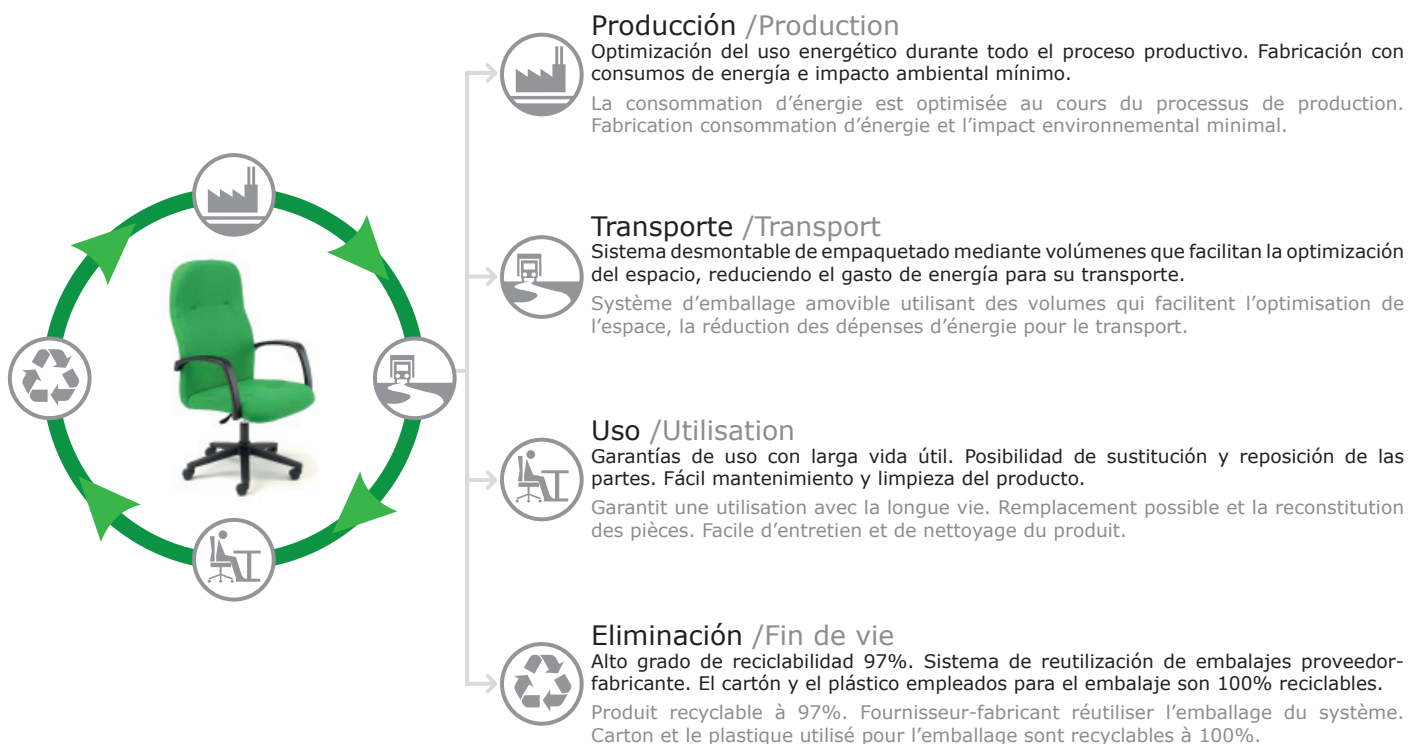 Producción /Production
Optimización del uso energético durante todo el proceso productivo. Fabricación con
consumos de energía e impacto ambiental mínimo.
La consommation d’énergie est optimisée au cours du processus de production.
Fabrication consommation d’énergie et l’impact environnemental minimal.
Transporte /Transport
Sistema desmontable de empaquetado mediante volúmenes que facilitan la optimización
del espacio, reduciendo el gasto de energía para su transporte.
Système d’emballage amovible utilisant des volumes qui facilitent l’optimisation de
l’espace, la réduction des dépenses d’énergie pour le transport.
Uso /Utilisation
Garantías de uso con larga vida útil. Posibilidad de sustitución y reposición de las
partes. Fácil mantenimiento y limpieza del producto.
Garantit une utilisation avec la longue vie. Remplacement possible et la reconstitution
des pièces. Facile d’entretien et de nettoyage du produit.
Eliminación /Fin de vie
Alto grado de reciclabilidad 97%. Sistema de reutilización de embalajes proveedor-
fabricante. El cartón y el plástico empleados para el embalaje son 100% reciclables.
Produit recyclable à 97%. Fournisseur-fabricant réutiliser l’emballage du système.
Carton et le plastique utilisé pour l’emballage sont recyclables à 100%.